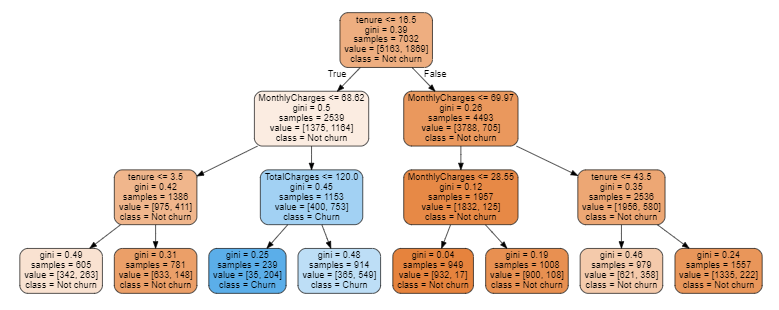 tenure <= 16.5
gini = 0.39
samples = 7032
value = [5163, 1869]
class = Not churn
True
False
MonthlyCharges <= 68.62
gini = 0.5
samples = 2539
value = [1375, 1164]
class = Not churn
MonthlyCharges <= 69.97
gini = 0.26
samples = 4493
value = [3788, 705]
class = Not churn
tenure <= 3.5
gini = 0.42
samples = 1386
value = [975, 411]
class = Not churn
TotalCharges <= 120.0
gini = 0.45
samples = 1153
value = [400, 753]
class = Churn
MonthlyCharges <= 28.55
gini = 0.12
samples = 1957
value = [1832, 125]
class = Not churn
tenure <= 43.5
gini = 0.35
samples = 2536
value = [1956, 580]
class = Not churn
gini = 0.49
samples = 605
value = [342, 263]
class = Not churn
gini = 0.31
samples = 781
value = [633, 148]
class = Not churn
gini = 0.25
samples = 239
value = [35, 204]
class = Churn
gini = 0.48
samples = 914
value = [365, 549]
class = Churn
gini = 0.04
samples = 949
value = [932, 17]
class = Not churn
gini = 0.19
samples = 1008
value = [900, 108]
class = Not churn
gini = 0.46
samples = 979
value = [621, 358]
class = Not churn
gini = 0.24
samples = 1557
value = [1335, 222]
class = Not churn